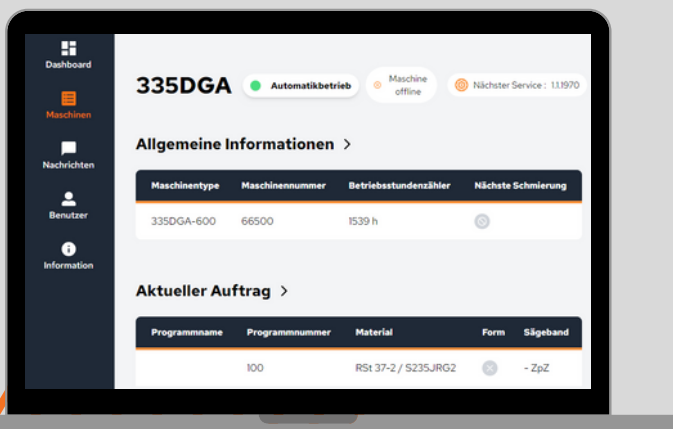 Dashboard
Maschinen
Nachrichten
Benutzer
Information
335DGA
Automatikbetrieb
Maschine
offline
Nächster Service : 1.1.1970
Allgemeine Informationen
Maschinentype Maschinennummer Betriebsstundenzähler Nächste Schmierung
335DGA-600 66500 1539 h
Aktueller Auftrag
Programmname Programmnummer Material Form Sägeband
100 RSt 37-2 / S235JRG2 - ZpZ